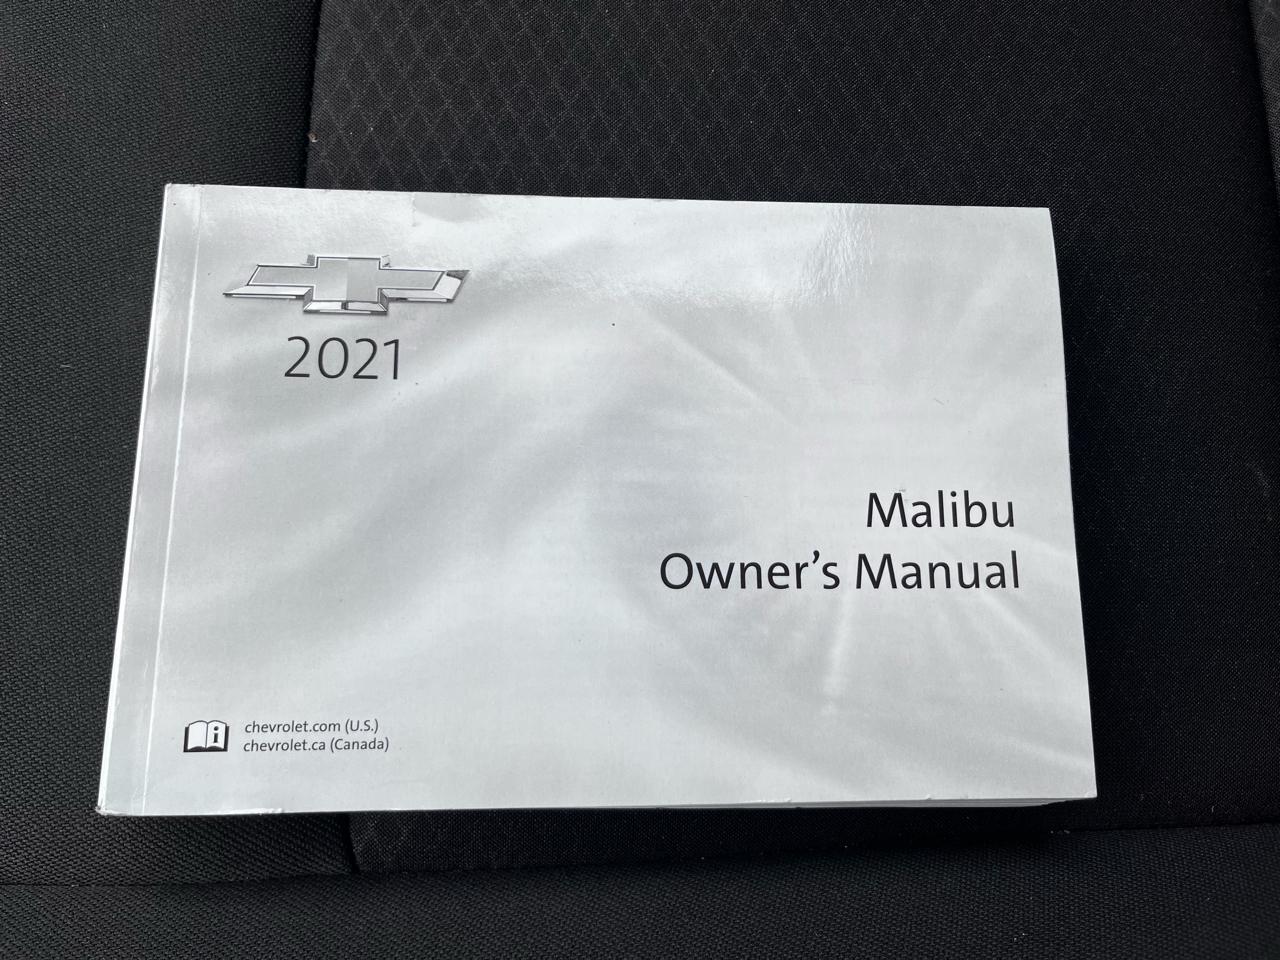 2021
Malibu
Owner’s Manual
chevrolet.com (U.S.)
chevrolet.ca (Canada)